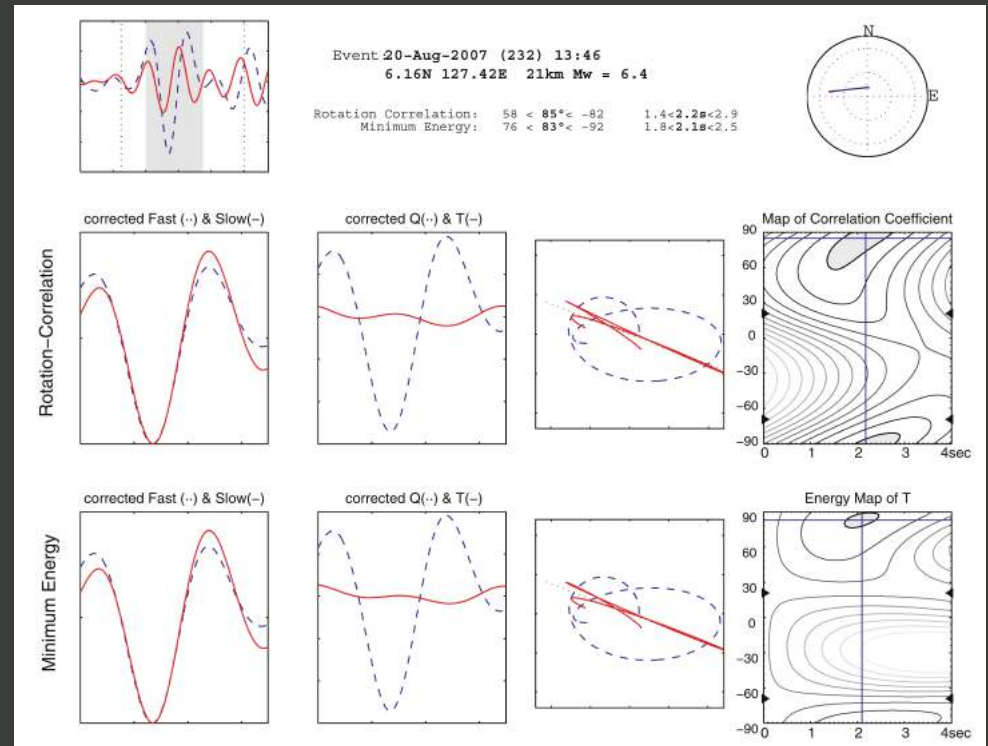 Event:20-Aug-2007 (232) 13:46
6.16N 127.42E 21km Mw = 6.4
Rotation Correlation: 58 < 85°< -82 1.4<2.2s<2.9
Minimum Energy: 76 < 83°< -92 1.8<2.1s<2.5
N
E
Rotation-Correlation
corrected Fast (··) & Slow(-)
corrected Q(··) & T(-)
Map of Correlation Coefficient
90
60
30
0
-30
-60
-90
0 1 2 3 4sec
Minimum Energy
corrected Fast (··) & Slow(-)
corrected Q(··) & T(-)
Energy Map of T
90
60
30
0
-30
-60
-90
0 1 2 3 4sec